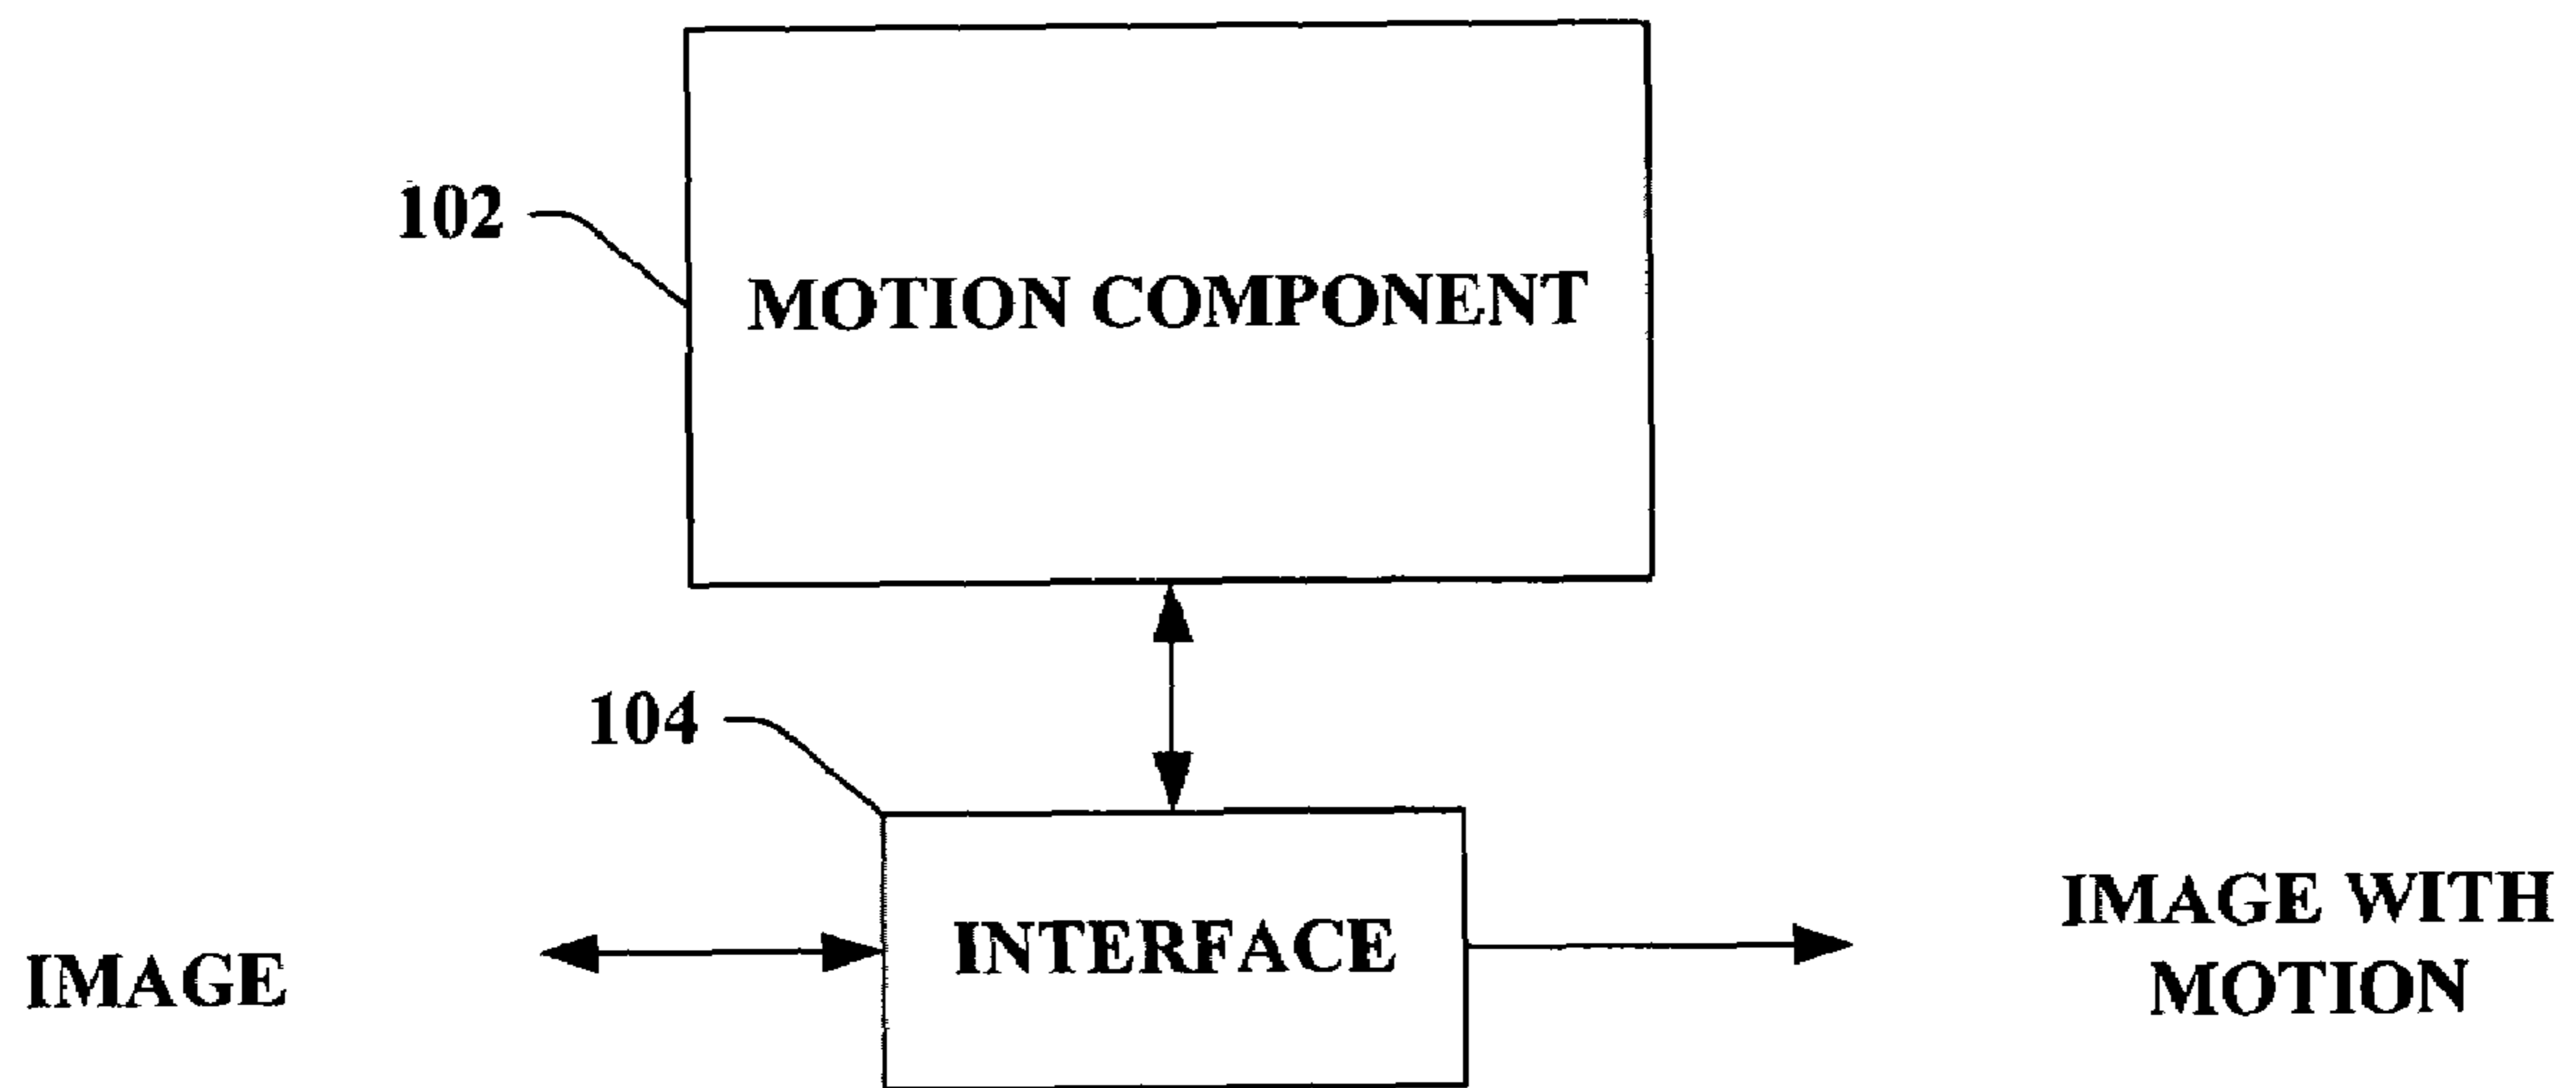 102
MOTION COMPONENT
104
IMAGE
INTERFACE
IMAGE WITH
MOTION